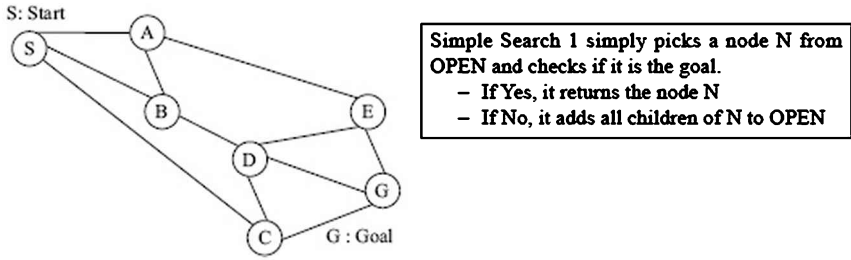 S: Start
A
S
B
E
D
G
C
G : Goal
Simple Search 1 simply picks a node N from
OPEN and checks if it is the goal.
– If Yes, it returns the node N
– If No, it adds all children of N to OPEN